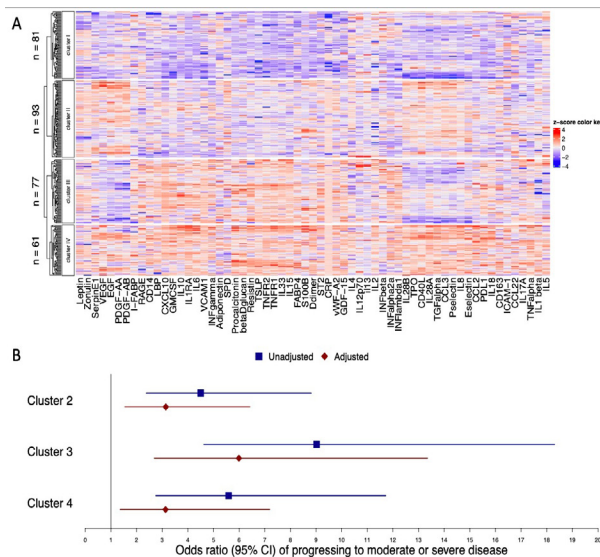 A
n = 81
cluster I
n = 93
cluster II
n = 77
cluster III
n = 61
cluster IV
z-score color key
4
2
0
-2
-4
Leptin
Zonulin
SerpinE1
VEGF
EGF
PDGF-AA
PDGF-AB
I-FABP
RAGE
CD14
LBP
CXCL10
GMCSF
IL10
IL1RA
IL6
VCAM1
INFgamma
Adiponectin
SPD
Procalcitonin
betaDglucan
Resistin
TSLP
TNFR2
TNFR1
IL33
IL15
FABP4
S100B
Ddimer
ST2
CRP
VWF-A2
GDF-15
IL4
IL12p70
Il13
IL2
INFbeta
INFalpha2a
INFlambda1
IL28B
TPO
CD40L
IL28A
TGFalpha
CCL3
Pselectin
IL8
Eselectin
CCL2
PDL1
IL18
CD163
ICAM-1
CCL22
IL17A
TNFalpha
IL1 beta
IL5
B
Unadjusted Adjusted
Cluster 2
Cluster 3
Cluster 4
0 1 2 3 4 5 6 7 8 9 10 11 12 13 14 15 16 17 18 19 20
Odds ratio (95% CI) of progressing to moderate or severe disease